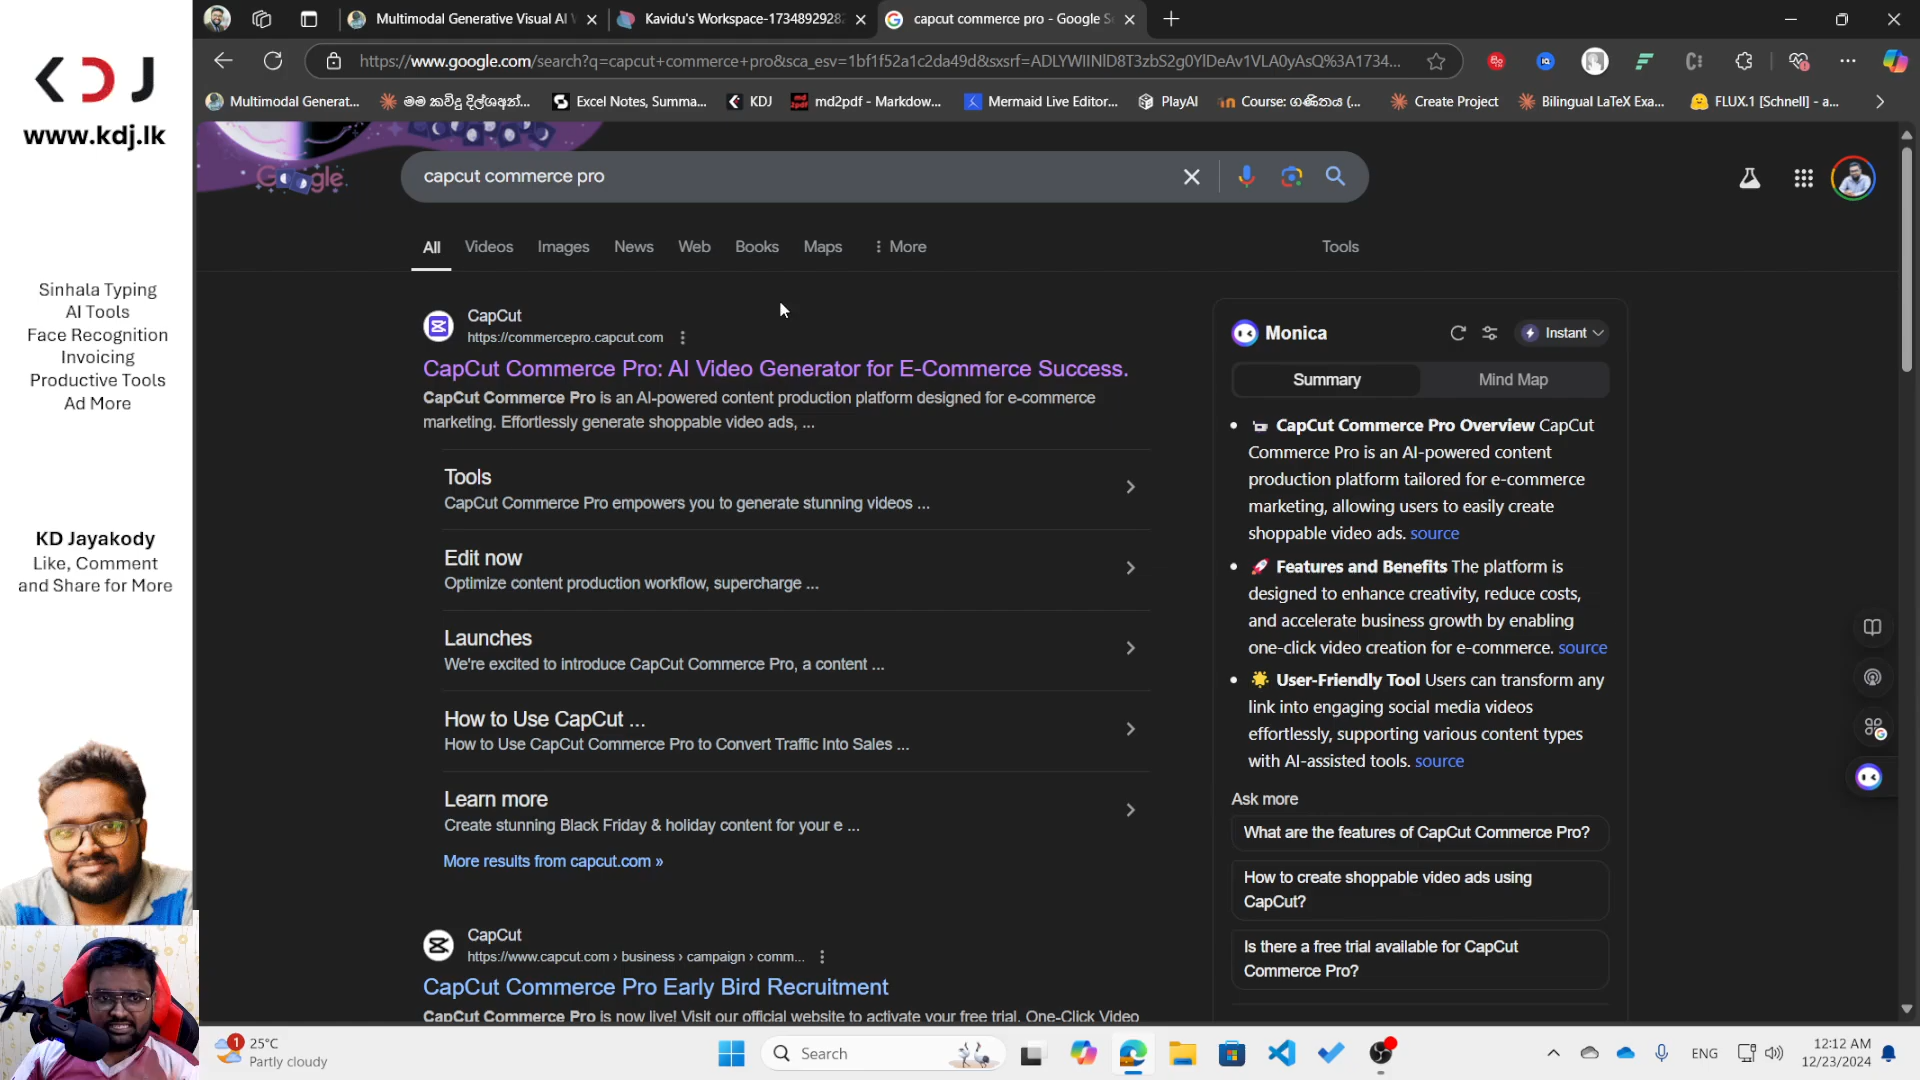 Multimodal Generative Visual AI
Kavidu's Workspace-1734892928
capcut commerce pro - Google S
https://www.google.com/search?q=capcut+commerce+pro&sca_esv=1bf1f52a1c2da49d&sxsrf=ADLYWIINlD8T3zbS2g0YlDeAv1VLA0yAsQ%3A1734...
Multimodal Generat...
මම කවිදු දිල්ශුන්...
Excel Notes, Summa...
KDJ
md2pdf - Markdow...
Mermaid Live Editor...
PlayAI
Course: ගණිතය (...
Create Project
Bilingual LaTeX Exa...
FLUX.1 [Schnell] - a...
KDJ
www.kdj.lk
Sinhala Typing
AI Tools
Face Recognition
Invoicing
Productive Tools
Ad More
KD Jayakody
Like, Comment
and Share for More
Google
capcut commerce pro
All
Videos
Images
News
Web
Books
Maps
More
Tools
CapCut
https://commercepro.capcut.com
CapCut Commerce Pro: AI Video Generator for E-Commerce Success.
CapCut Commerce Pro is an AI-powered content production platform designed for e-commerce
marketing. Effortlessly generate shoppable video ads, ...
Tools
CapCut Commerce Pro empowers you to generate stunning videos ...
Edit now
Optimize content production workflow, supercharge ...
Launches
We're excited to introduce CapCut Commerce Pro, a content ...
How to Use CapCut ...
How to Use CapCut Commerce Pro to Convert Traffic Into Sales ...
Learn more
Create stunning Black Friday & holiday content for your e ...
More results from capcut.com »
CapCut
https://www.capcut.com › business › campaign › comm...
CapCut Commerce Pro Early Bird Recruitment
CapCut Commerce Pro is now live! Visit our official website to activate your free trial. One-Click Video
Monica
Instant
Summary
Mind Map
CapCut Commerce Pro Overview CapCut
Commerce Pro is an AI-powered content
production platform tailored for e-commerce
marketing, allowing users to easily create
shoppable video ads. source
Features and Benefits The platform is
designed to enhance creativity, reduce costs,
and accelerate business growth by enabling
one-click video creation for e-commerce. source
User-Friendly Tool Users can transform any
link into engaging social media videos
effortlessly, supporting various content types
with AI-assisted tools. source
Ask more
What are the features of CapCut Commerce Pro?
How to create shoppable video ads using
CapCut?
Is there a free trial available for CapCut
Commerce Pro?
1
25°C
Partly cloudy
Search
ENG
12:12 AM
12/23/2024